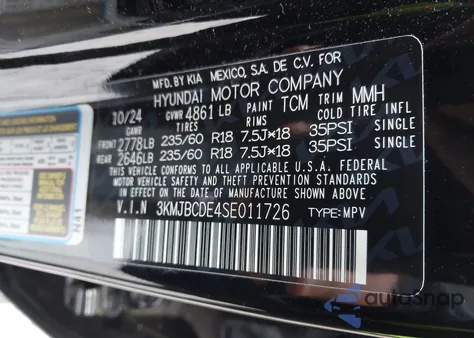 MFD. BY KIA MEXICO, S.A. DE C.V. FOR
HYUNDAI MOTOR COMPANY
10/24 GVWR 4861 LB PAINT TCM TRIM MMH
GAWR TIRES RIMS COLD TIRE INFL
FRONT 2778LB 235/60 R18 7.5J×18 35PSI SINGLE
REAR 2646LB 235/60 R18 7.5J×18 35PSI SINGLE
THIS VEHICLE CONFORMS TO ALL APPLICABLE U.S.A. FEDERAL
MOTOR VEHICLE SAFETY AND THEFT PREVENTION STANDARDS
IN EFFECT ON THE DATE OF MANUFACTURE SHOWN ABOVE.
V.I.N 3KMJBCDE4SE011726 TYPE: MPV
N41
autoSnap